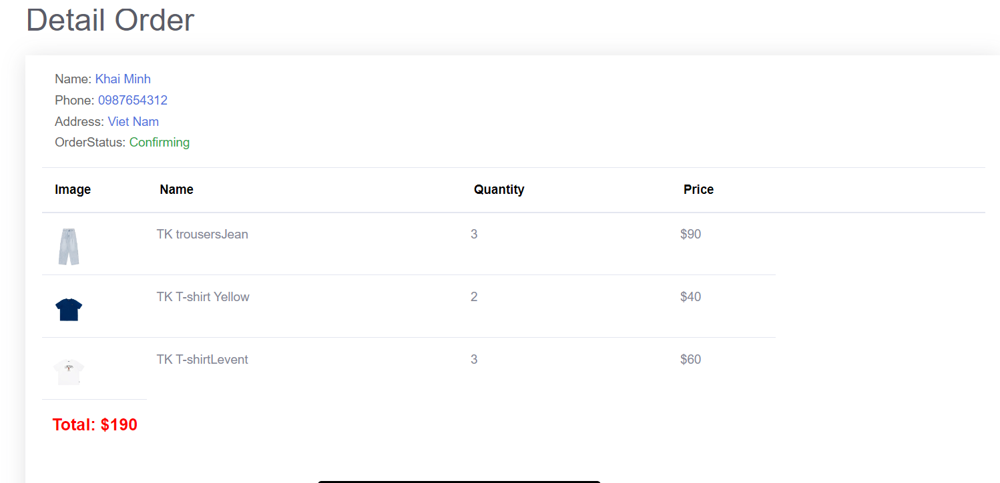 Detail Order
Name: Khai Minh
Phone: 0987654312
Address: Viet Nam
OrderStatus: Confirming
Image Name Quantity Price
TK trousersJean 3 $90
TK T-shirt Yellow 2 $40
TK T-shirtLevent 3 $60
Total: $190